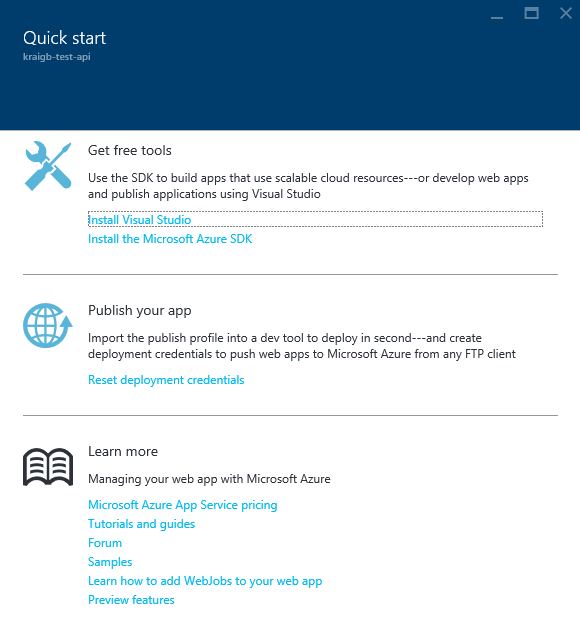 Quick start
kraigb-test-api
Get free tools
Use the SDK to build apps that use scalable cloud resources---or develop web apps
and publish applications using Visual Studio
Install Visual Studio
Install the Microsoft Azure SDK
Publish your app
Import the publish profile into a dev tool to deploy in second---and create
deployment credentials to push web apps to Microsoft Azure from any FTP client
Reset deployment credentials
Learn more
Managing your web app with Microsoft Azure
Microsoft Azure App Service pricing
Tutorials and guides
Forum
Samples
Learn how to add WebJobs to your web app
Preview features